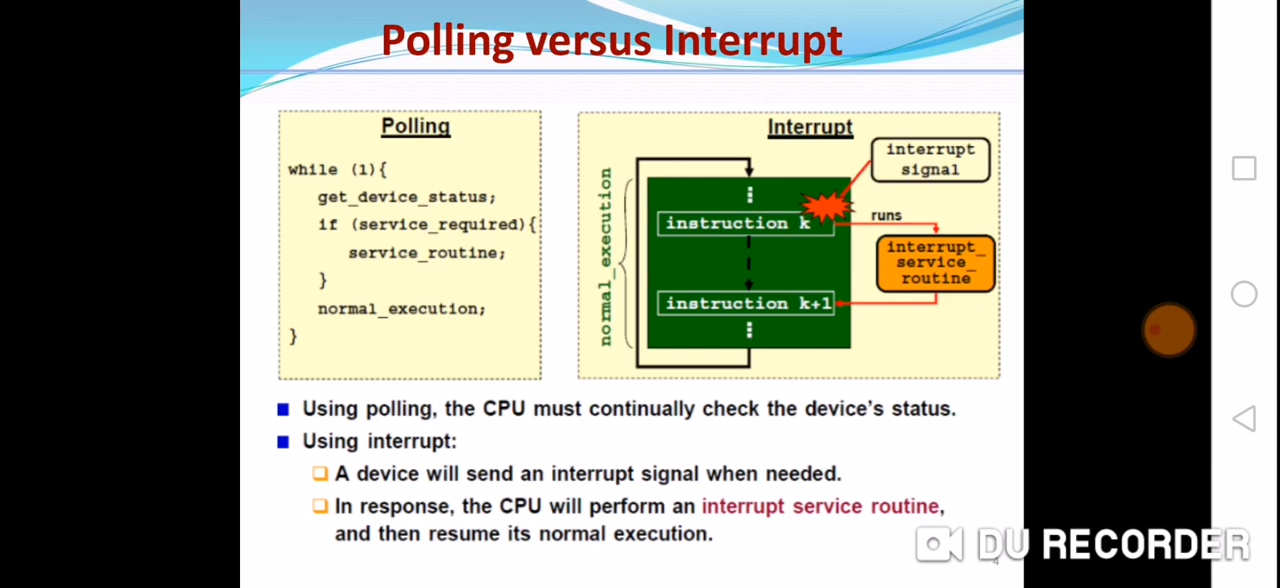 Polling versus Interrupt
Polling
while (1){
get_device_status;
if (service_required){
service_routine;
}
normal_execution;
}
Interrupt
interrupt
signal
normal_execution
instruction k
runs
interrupt_
service_
routine
instruction k+1
Using polling, the CPU must continually check the device's status.
Using interrupt:
A device will send an interrupt signal when needed.
In response, the CPU will perform an interrupt service routine,
and then resume its normal execution.
DU RECORDER
4